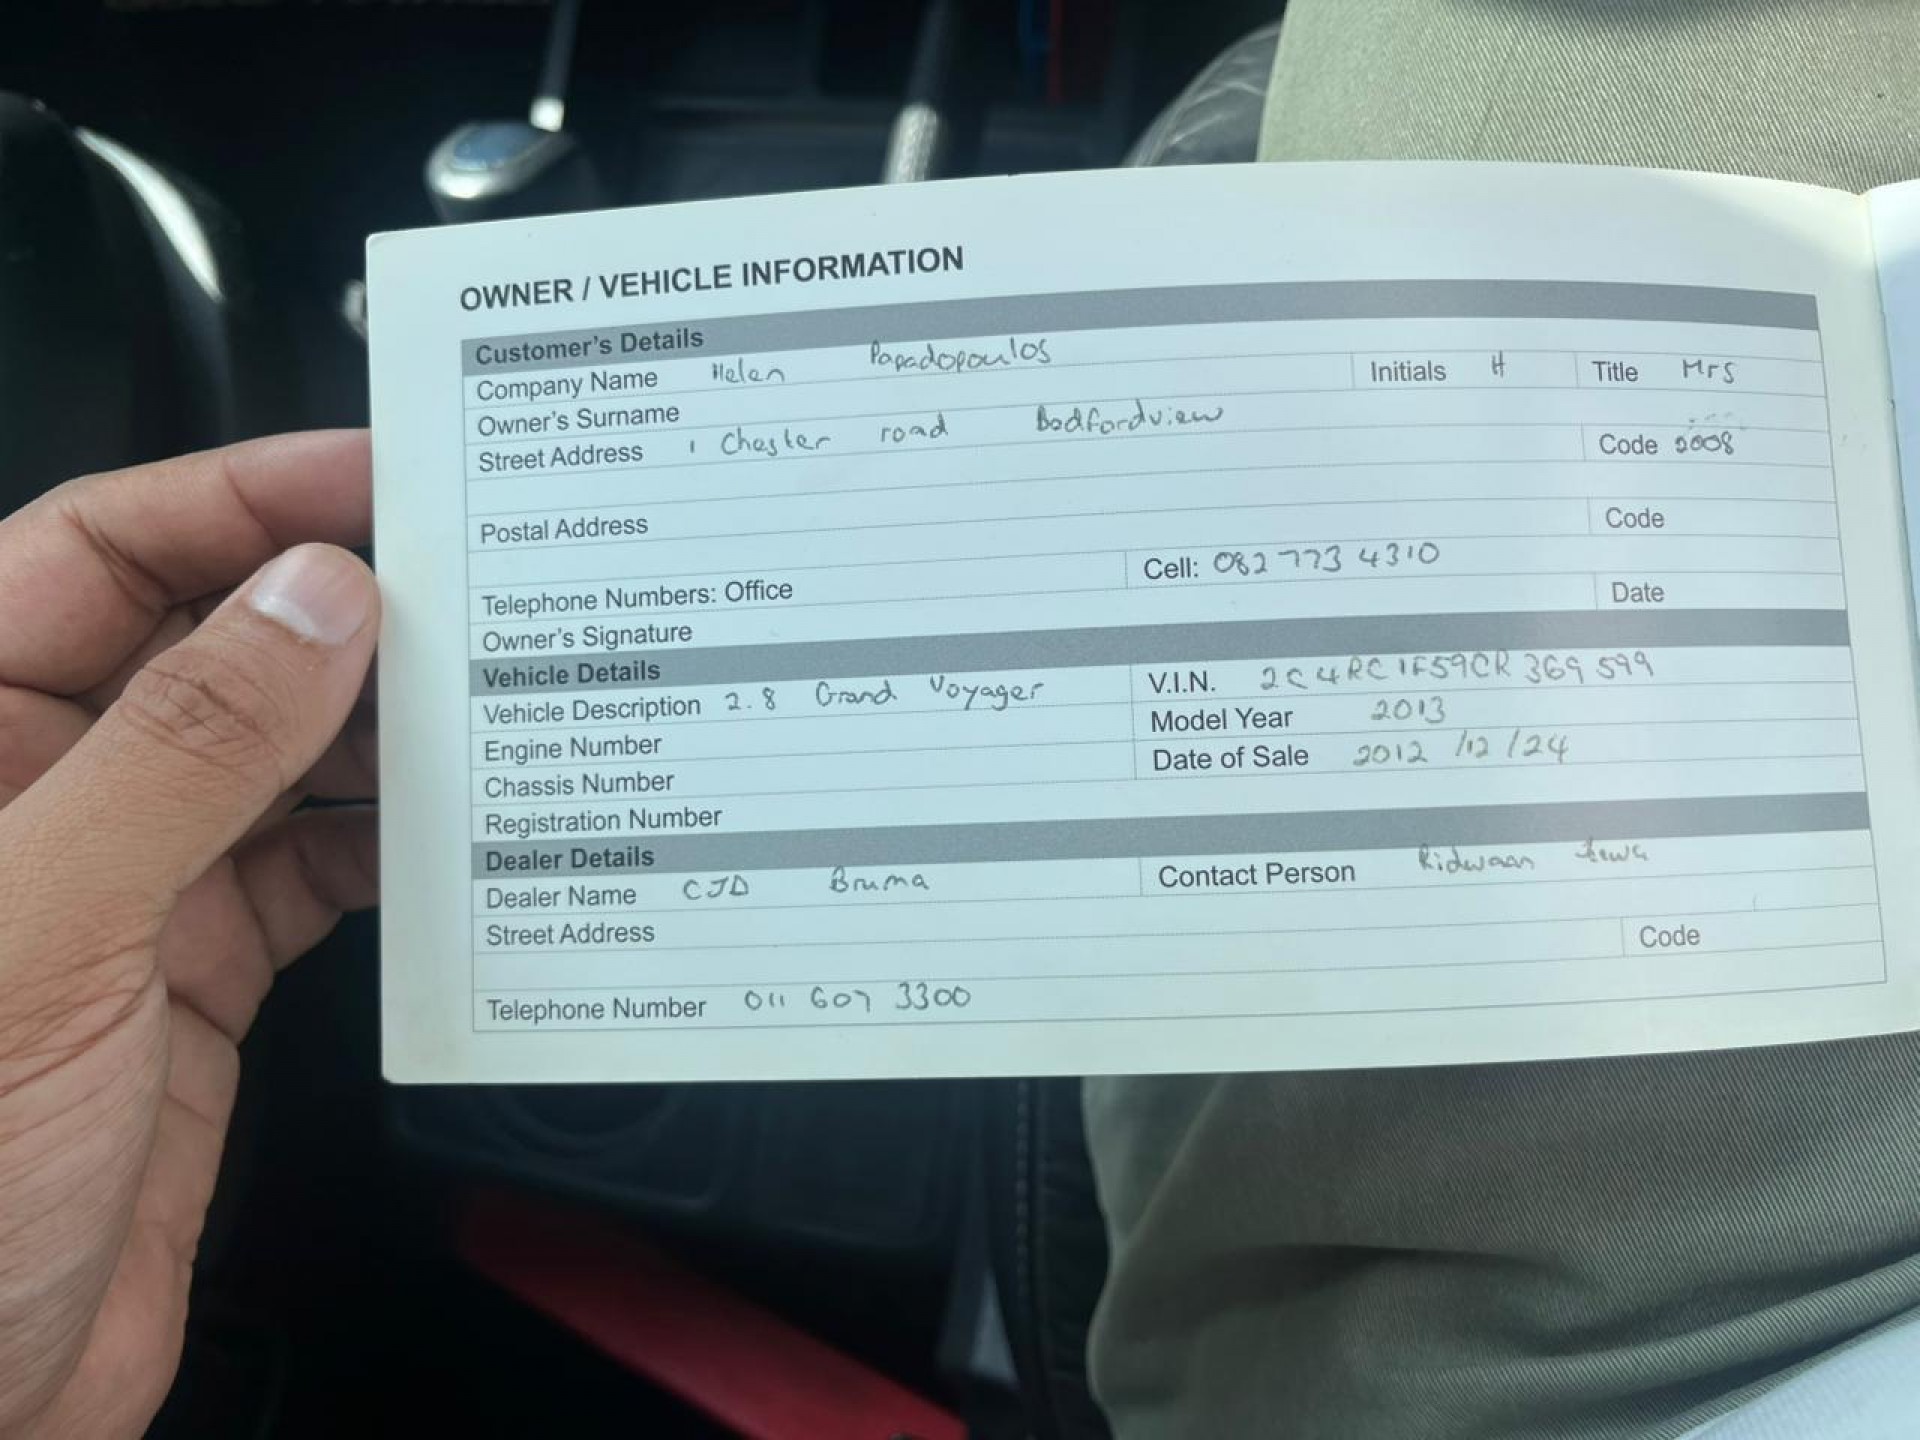 OWNER / VEHICLE INFORMATION
Customer's Details
Company Name Helen Papadopoulos
Owner's Surname Initials H Title Mrs
Street Address 1 Chester road Bedfordview
Code 2008
Postal Address
Code
Telephone Numbers: Office Cell: 082 773 4310
Owner's Signature Date
Vehicle Details
Vehicle Description 2.8 Grand Voyager V.I.N. 2C4RC1F59CR 369 599
Engine Number Model Year 2013
Chassis Number Date of Sale 2012 /12 /24
Registration Number
Dealer Details
Dealer Name CJD Bruma Contact Person Ridwaan
Street Address
Code
Telephone Number 011 607 3300